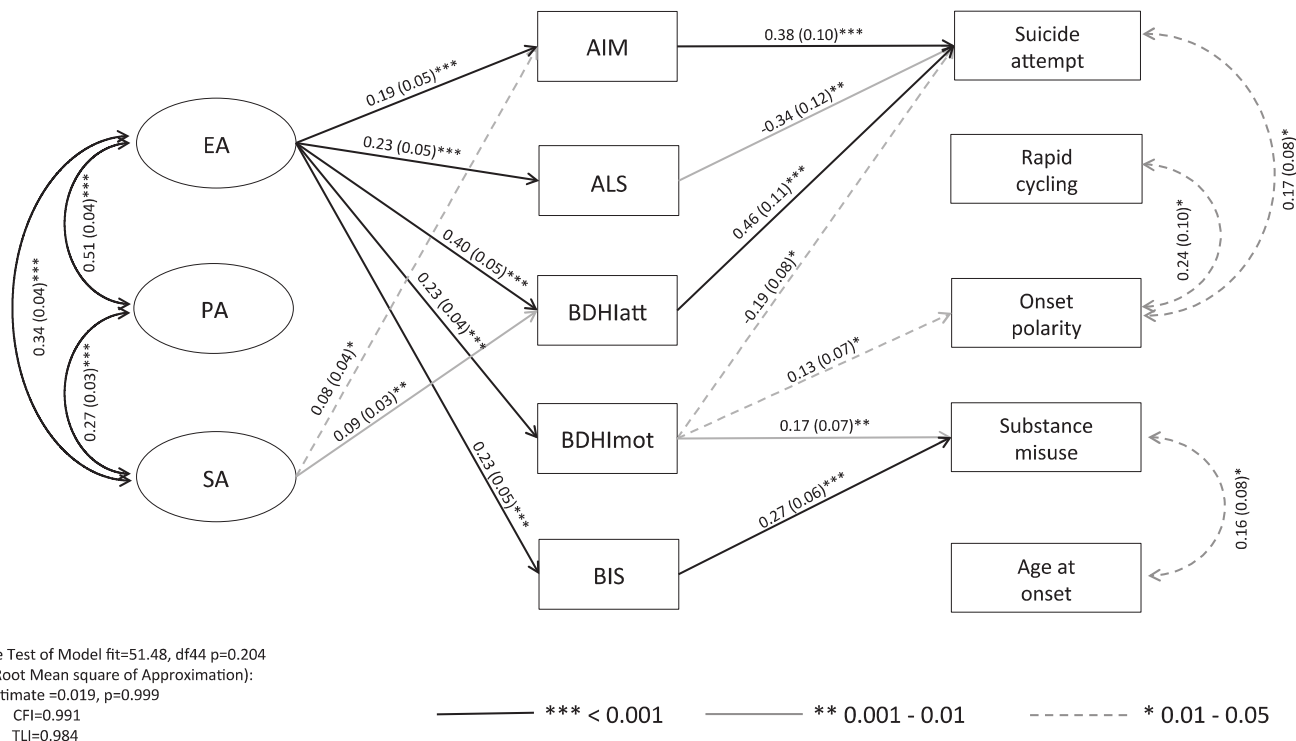 AIM
0.38 (0.10)***
Suicide
attempt
0.19 (0.05)***
-0.34 (0.12)**
EA
0.23 (0.05)***
ALS
Rapid
cycling
0.17 (0.08)*
0.51 (0.04)***
0.40 (0.05)***
0.46 (0.11)***
0.24 (0.10)*
0.34 (0.04)***
PA
0.23 (0.04)***
BDHIatt
-0.19 (0.08)*
Onset
polarity
0.27 (0.03)***
0.08 (0.04)*
0.09 (0.03)**
0.13 (0.07)*
BDHImot
0.17 (0.07)**
Substance
misuse
SA
0.23 (0.05)***
0.27 (0.06)***
0.16 (0.08)*
BIS
Age at
onset
Test of Model fit=51.48, df44 p=0.204
Root Mean square of Approximation):
=0.019, p=0.999
CFI=0.991
TLI=0.984
*** < 0.001
** 0.001 - 0.01
* 0.01 - 0.05